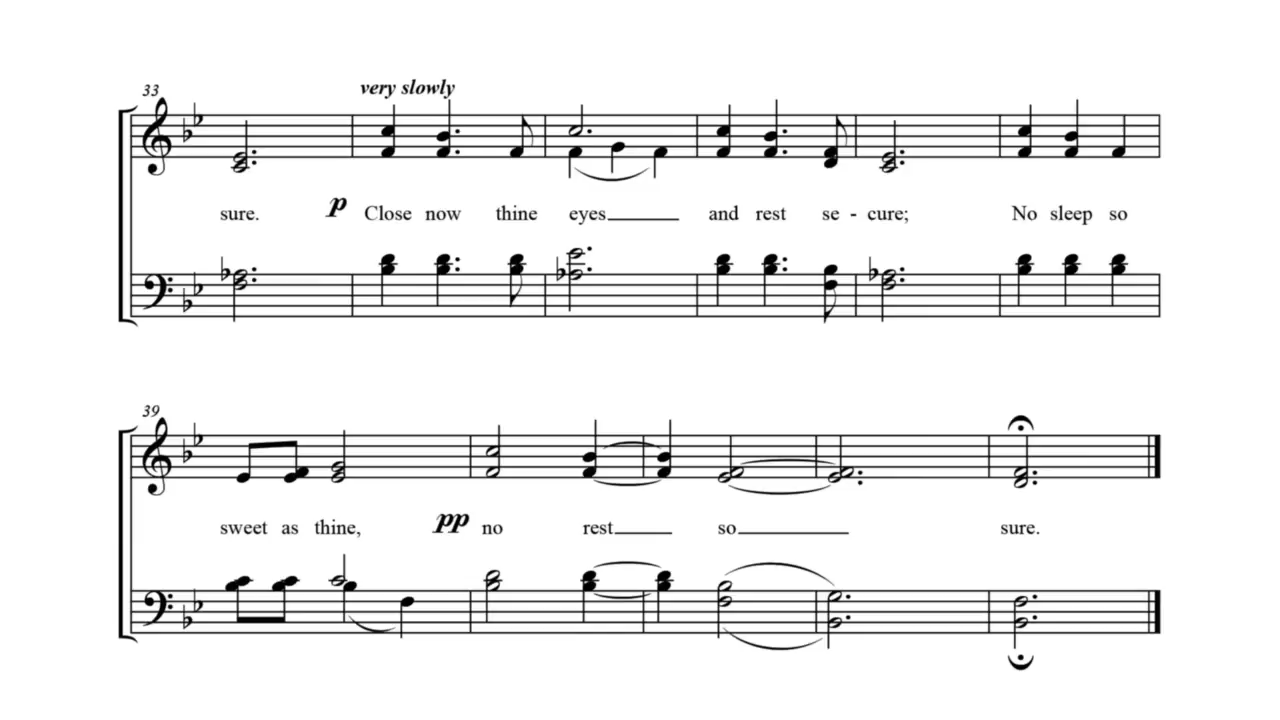 33
very slowly
sure. p Close now thine eyes and rest se - cure; No sleep so
39
sweet as thine, pp no rest so sure.